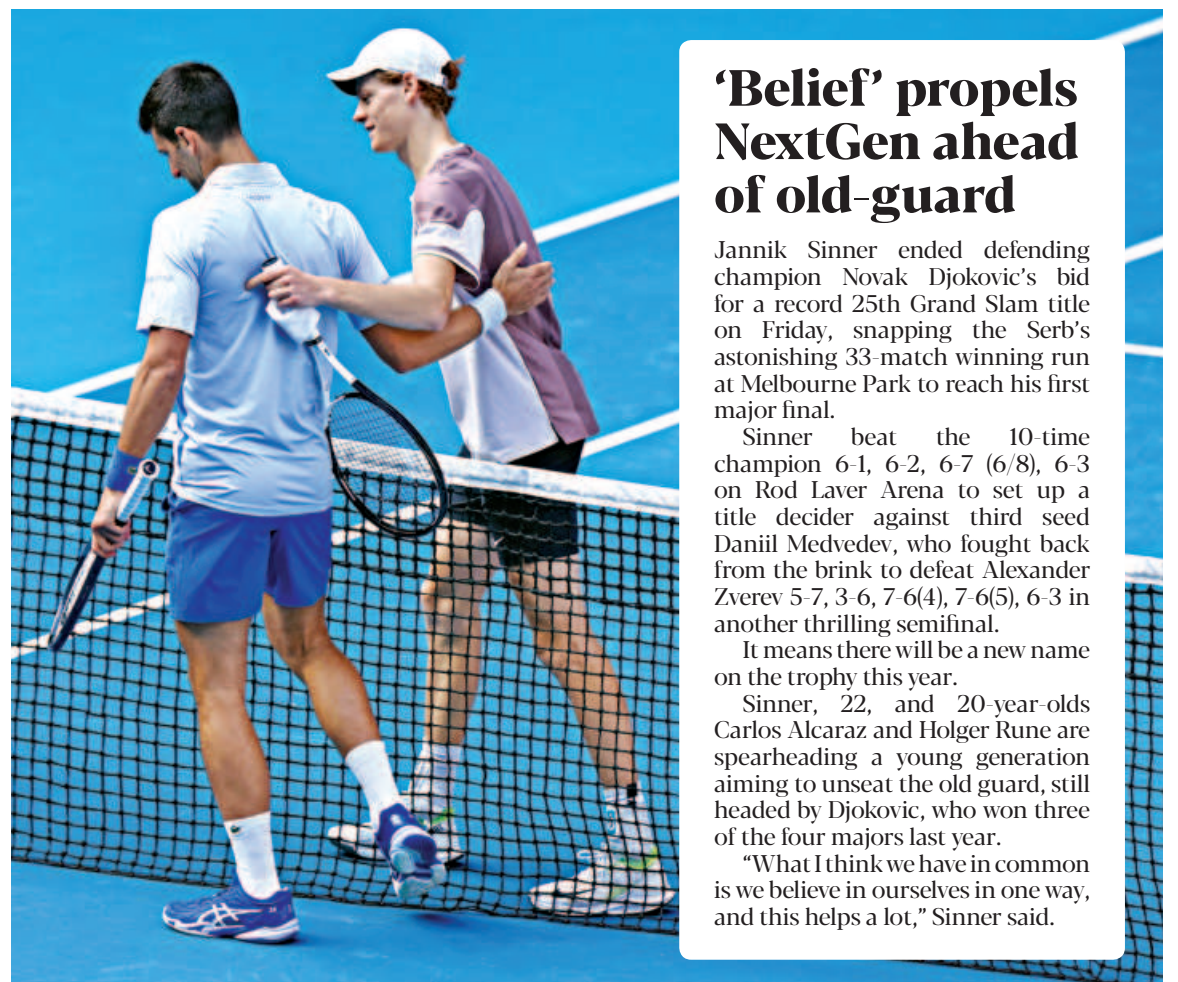 ‘Belief’ propels
NextGen ahead
of old-guard
Jannik Sinner ended defending
champion Novak Djokovic’s bid
for a record 25th Grand Slam title
on Friday, snapping the Serb’s
astonishing 33-match winning run
at Melbourne Park to reach his first
major final.
Sinner beat the 10-time
champion 6-1, 6-2, 6-7 (6/8), 6-3
on Rod Laver Arena to set up a
title decider against third seed
Daniil Medvedev, who fought back
from the brink to defeat Alexander
Zverev 5-7, 3-6, 7-6(4), 7-6(5), 6-3 in
another thrilling semifinal.
It means there will be a new name
on the trophy this year.
Sinner, 22, and 20-year-olds
Carlos Alcaraz and Holger Rune are
spearheading a young generation
aiming to unseat the old guard, still
headed by Djokovic, who won three
of the four majors last year.
“What I think we have in common
is we believe in ourselves in one way,
and this helps a lot,” Sinner said.